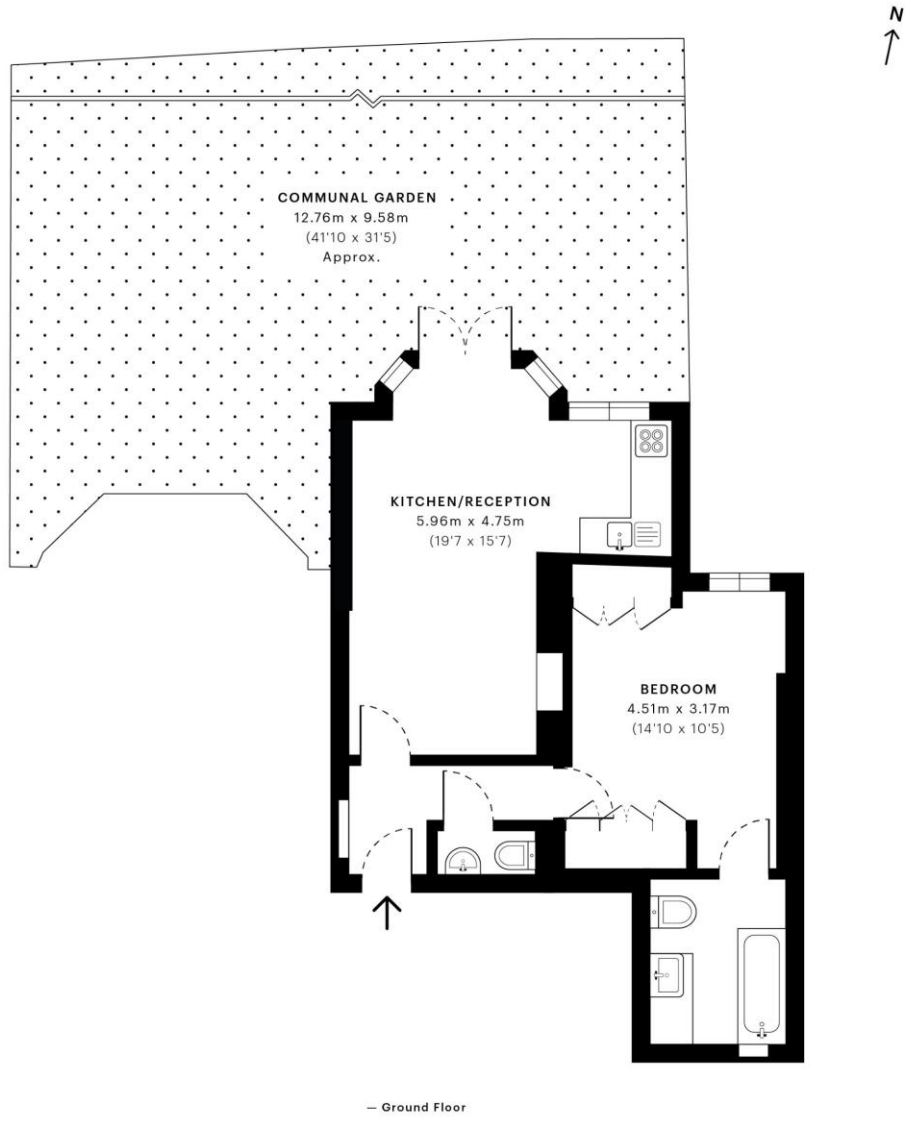 N
COMMUNAL GARDEN
12.76m x 9.58m
(41'10 x 31'5)
Approx.
KITCHEN/RECEPTION
5.96m x 4.75m
(19'7 x 15'7)
BEDROOM
4.51m x 3.17m
(14'10 x 10'5)
— Ground Floor